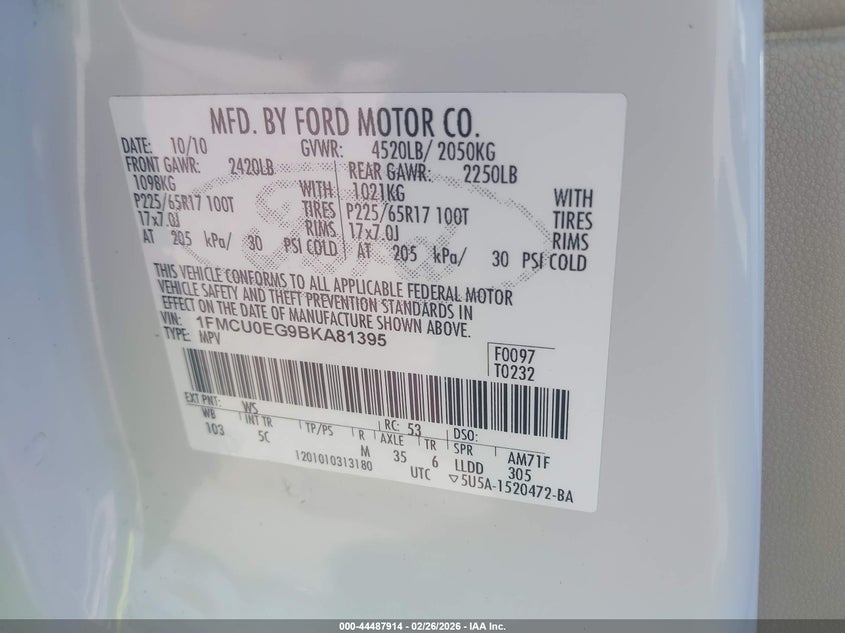 MFD. BY FORD MOTOR CO.
DATE: 10/10 GVWR: 4520LB/ 2050KG
FRONT GAWR: 2420LB REAR GAWR: 2250LB
1098KG WITH 1021KG WITH
P225/65R17 100T TIRES P225/65R17 100T TIRES
17x7.0J RIMS 17x7.0J RIMS
AT 205 kPa/ 30 PSI COLD AT 205 kPa/ 30 PSI COLD
THIS VEHICLE CONFORMS TO ALL APPLICABLE FEDERAL MOTOR
VEHICLE SAFETY AND THEFT PREVENTION STANDARDS IN
EFFECT ON THE DATE OF MANUFACTURE SHOWN ABOVE.
VIN: 1FMCU0EG9BKA81395
TYPE: MPV
F0097
T0232
EXT PNT: WS RC: 53 DSO:
WB INT TR TP/PS R AXLE TR SPR AM71F
103 5C M 35 6 LLDD 305
1201010313180 UTC ▽5U5A-1520472-BA
000-44487914 - 02/26/2026 - IAA Inc.